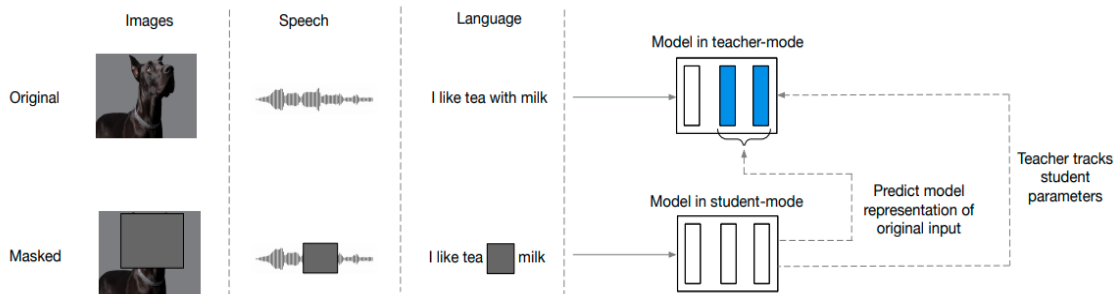 Images
Speech
Language
Original
I like tea with milk
Model in teacher-mode
Teacher tracks
student
parameters
Predict model
representation of
original input
Model in student-mode
Masked
I like tea milk